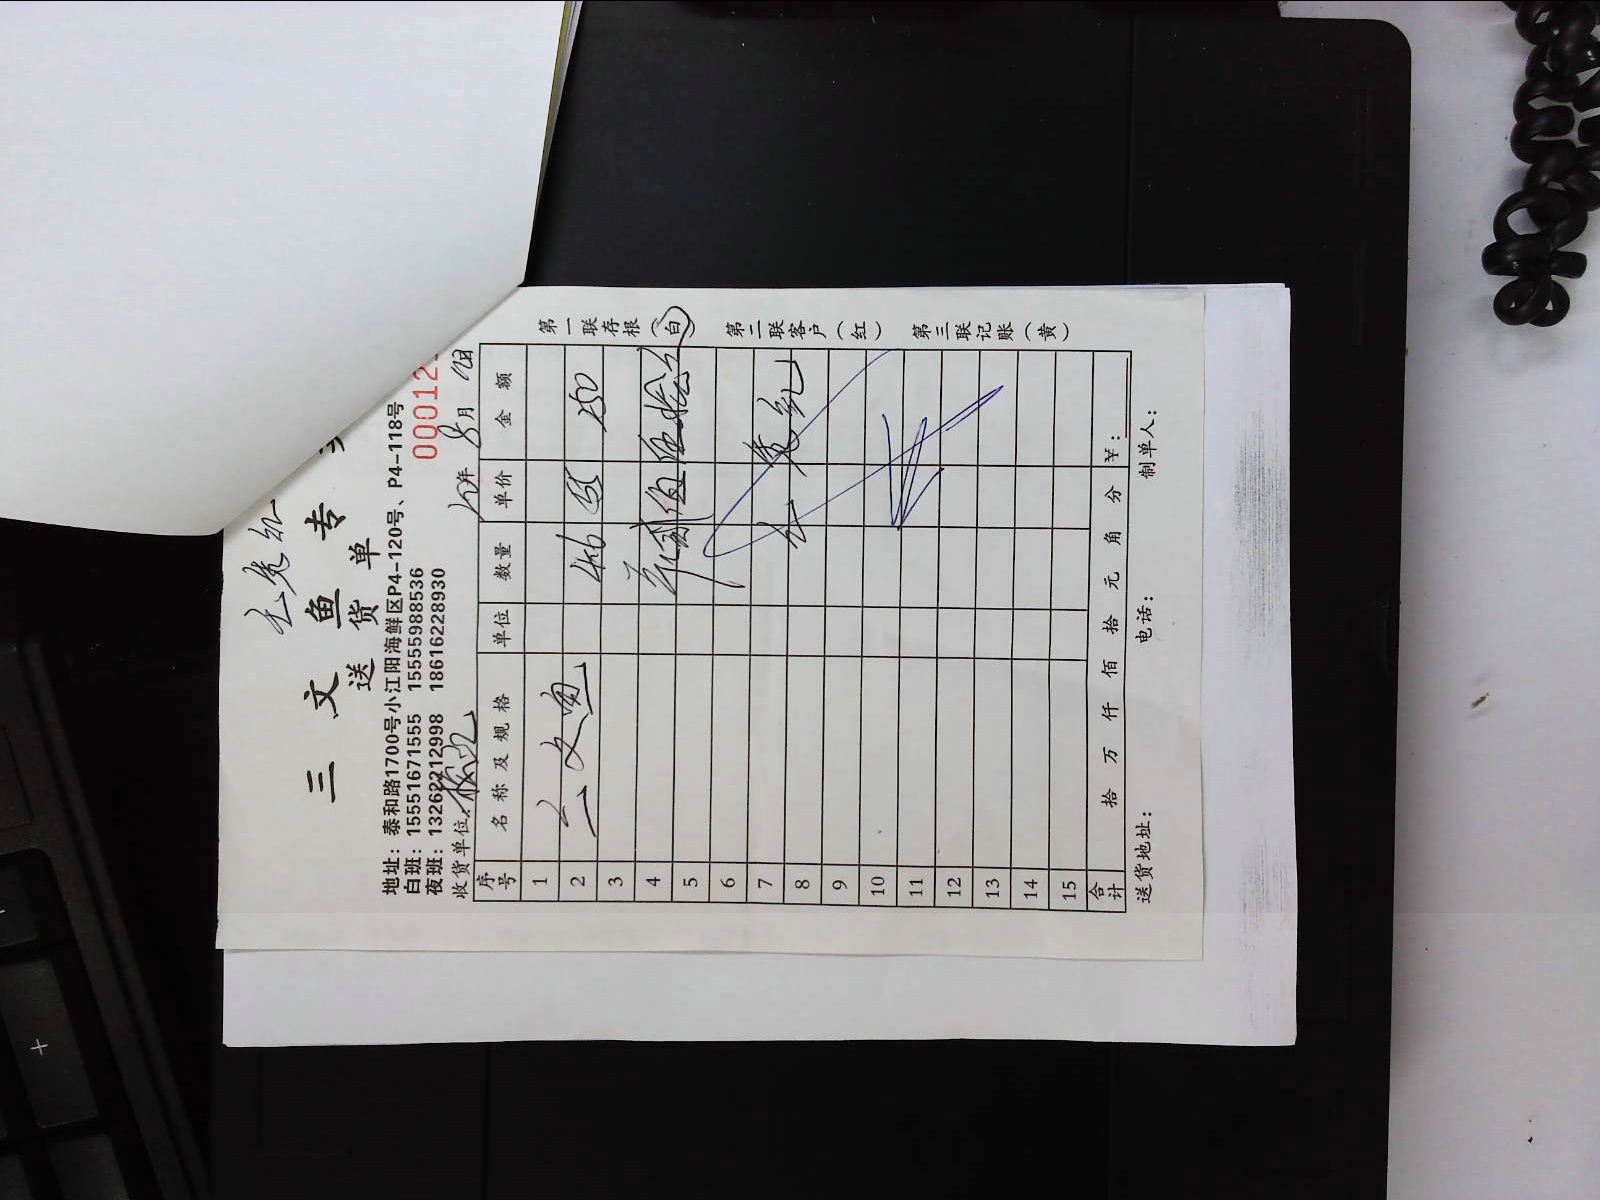 三 文 鱼 专
送 货 单
地址：泰和路1700号小江阳海鲜区P4-120号、P4-118号
白班：15551671555 15555988536
夜班：13262212998 18616228930
00012
收货单位： 年 8月 日
序号 名称及规格 单位 数量 单价 金额
1
2 三文鱼 250
3
4
5
6
7
8
9
10
11
12
13
14
15
合计 拾 万 仟 佰 拾 元 角 分 ￥：
送货地址： 电话： 制单人：
第一联存根（白） 第二联客户（红） 第三联记账（黄）
+